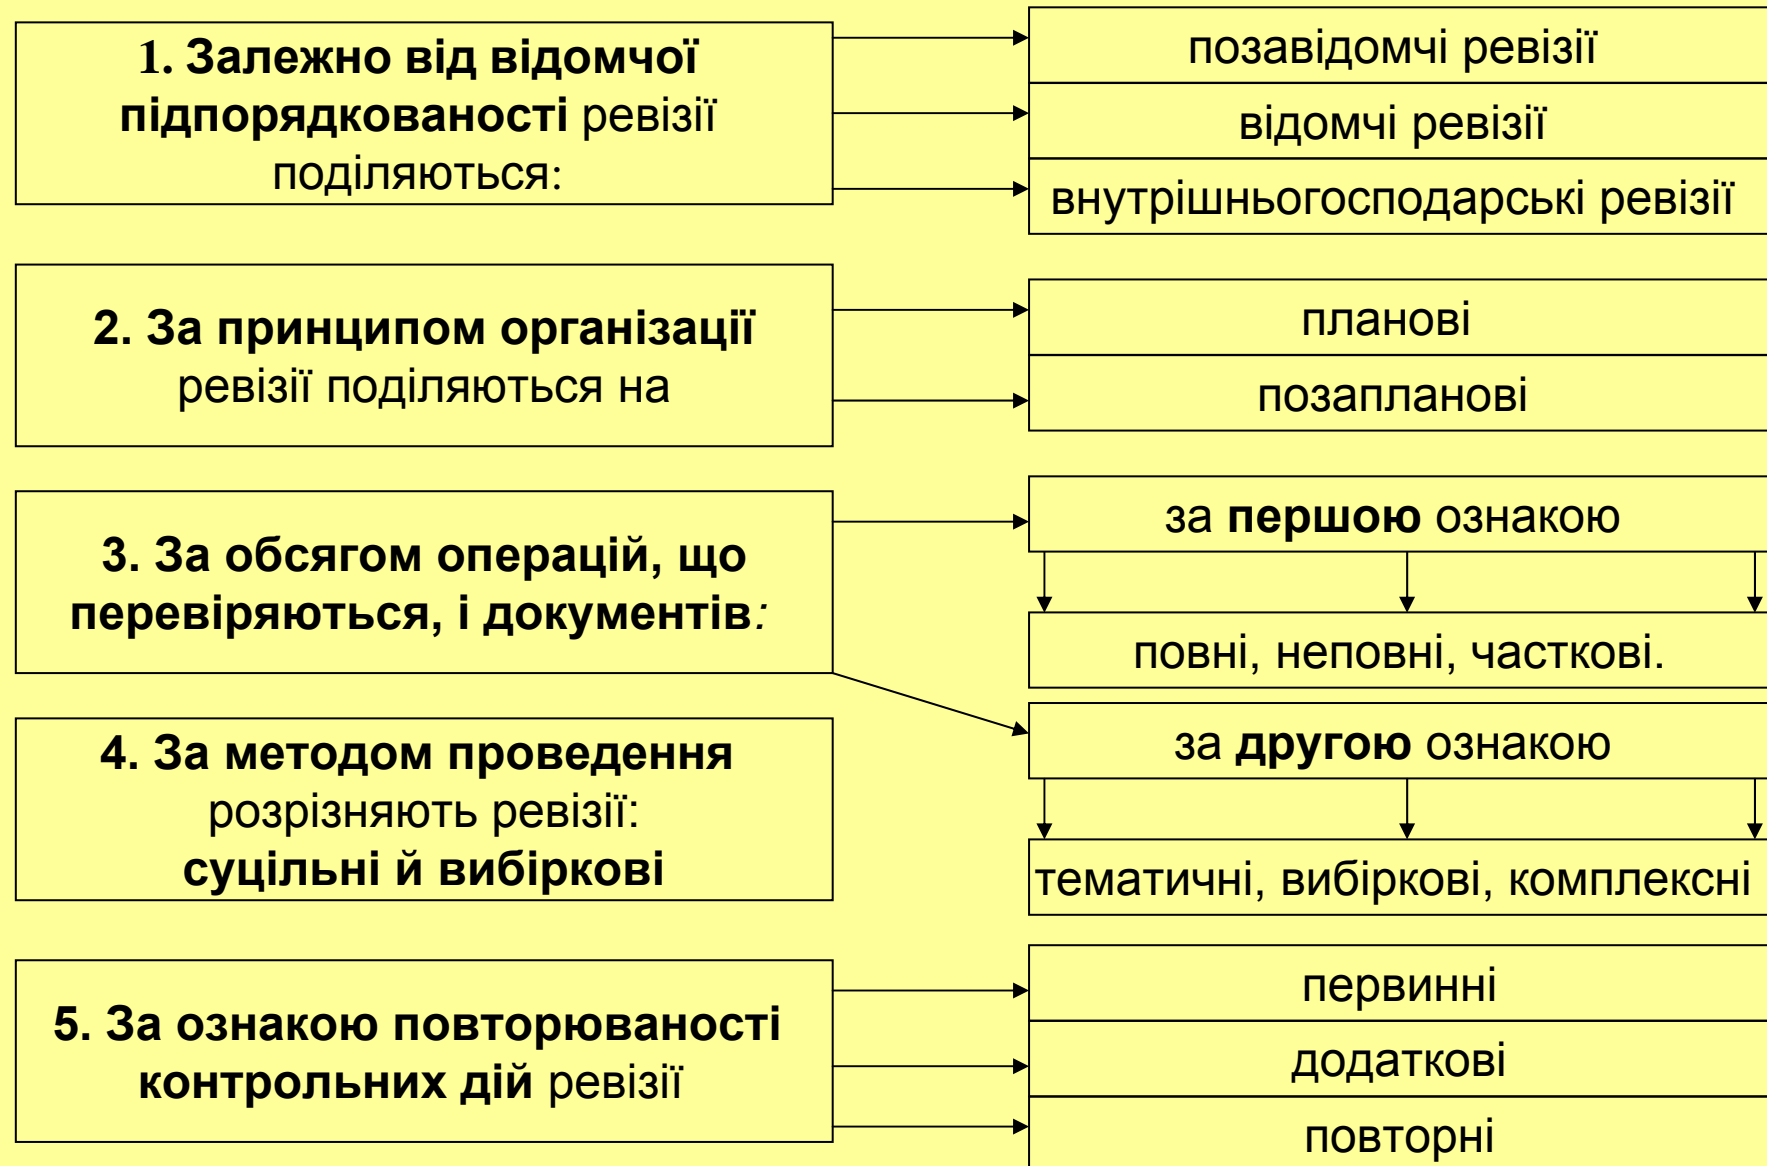 1. Залежно від відомчої
підпорядкованості ревізії
поділяються:
позавідомчі ревізії
відомчі ревізії
внутрішньогосподарські ревізії
2. За принципом організації
ревізії поділяються на
планові
позапланові
3. За обсягом операцій, що
перевіряються, і документів:
за першою ознакою
повні, неповні, часткові.
за другою ознакою
тематичні, вибіркові, комплексні
4. За методом проведення
розрізняють ревізії:
суцільні й вибіркові
5. За ознакою повторюваності
контрольних дій ревізії
первинні
додаткові
повторні